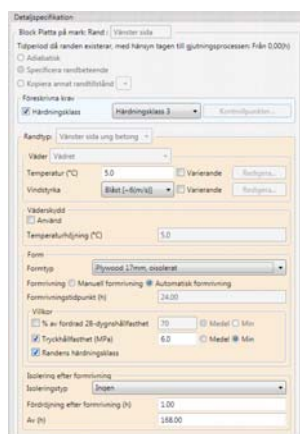 Detaljspecifikation
Block Platta på mark: Rand: Vänster sida
Tidperiod då randen existerar, med hänsyn tagen till gjutningsprocessen: Från 0,00(h)
Adiabatisk
Specificera randbeteende
Kopiera annat randtillstånd
Föreskrivna krav
Härdningsklass Härdningsklass 3 Kontrollpunkter...
Randtyp: Vänster sida ung betong
Väder Vädret
Temperatur (°C) 5.0 Varierande Redigera...
Vindstyrka Blåst (~6(m/s)) Varierande Redigera...
Väderskydd
Använd
Temperaturhöjning (°C) 5.0
Form
Formtyp Plywood 17mm, oisolerat
Formrivning Manuell formrivning Automatisk formrivning
Formrivningstidpunkt (h) 24.00
Villkor
% av fordrad 28-dygnshållfasthet 70 Medel Min
Tryckhållfasthet (MPa) 6.0 Medel Min
Randens härdningsklass
Isolering efter formrivning
Isoleringstyp Ingen
Fördröjning efter formrivning (h) 1.00
Av (h) 168.00